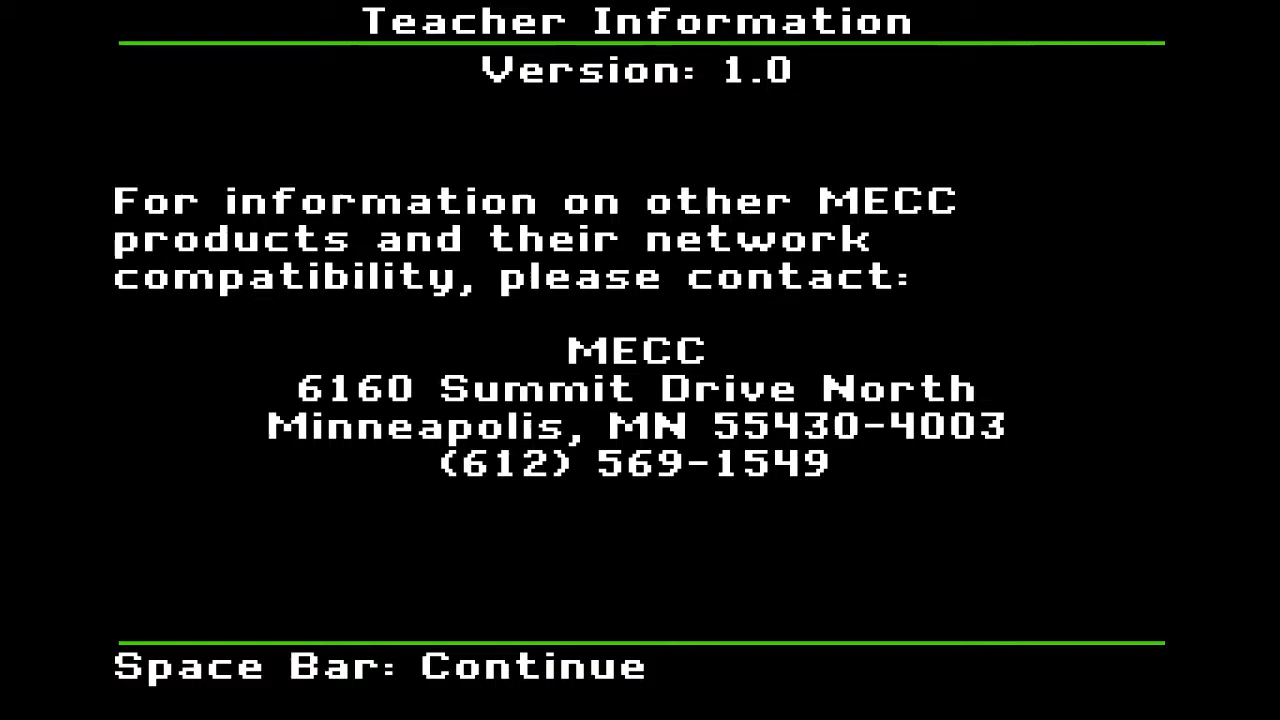 Teacher Information
Version: 1.0
For information on other MECC
products and their network
compatibility, please contact:
MECC
6160 Summit Drive North
Minneapolis, MN 55430-4003
(612) 569-1549
Space Bar: Continue